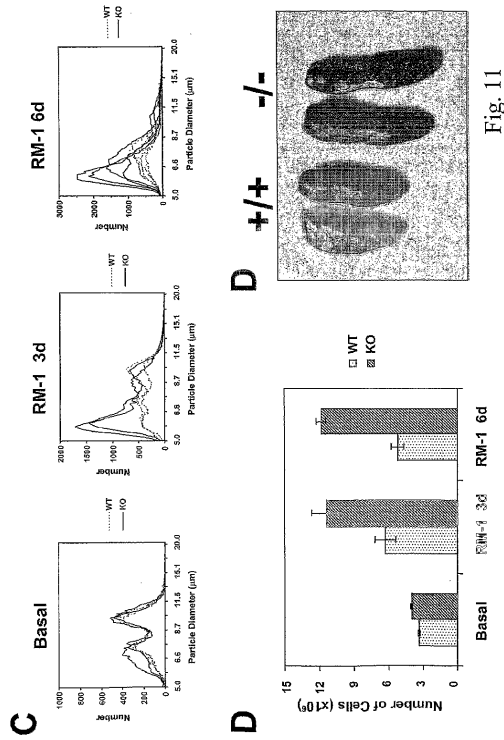 C
Basal
WT
KO
Number
1000
800
600
400
200
0
5.0
6.6
8.7
11.5
15.1
20.0
Particle Diameter (µm)
RM-1 3d
WT
KO
Number
2000
1500
1000
500
0
5.0
6.6
8.7
11.5
15.1
20.0
Particle Diameter (µm)
RM-1 6d
WT
KO
Number
3000
2000
1000
0
5.0
6.6
8.7
11.5
15.1
20.0
Particle Diameter (µm)
D
Number of Cells (x10⁶)
15
12
9
6
3
0
Basal
RM-1 3d
RM-1 6d
WT
KO
D
+/+
-/-
Fig. 11